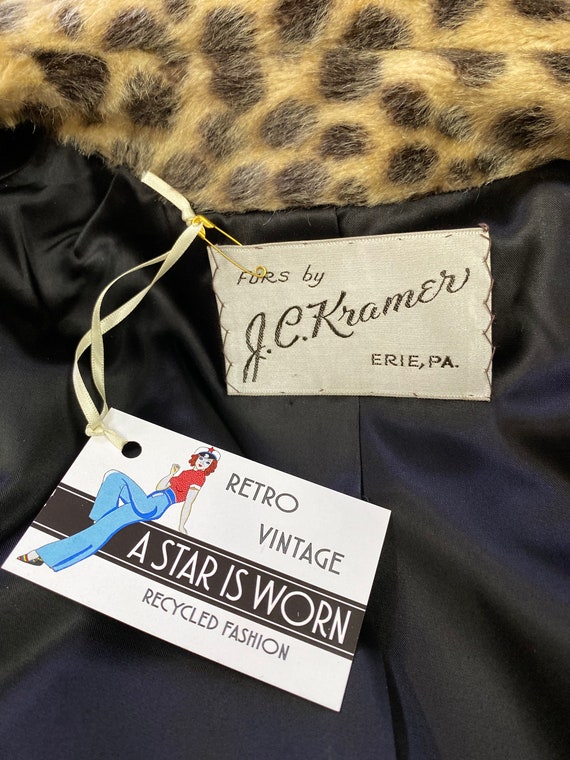 FURS by
J.C. Kramer
ERIE, PA.
RETRO
VINTAGE
A STAR IS WORN
RECYCLED FASHION